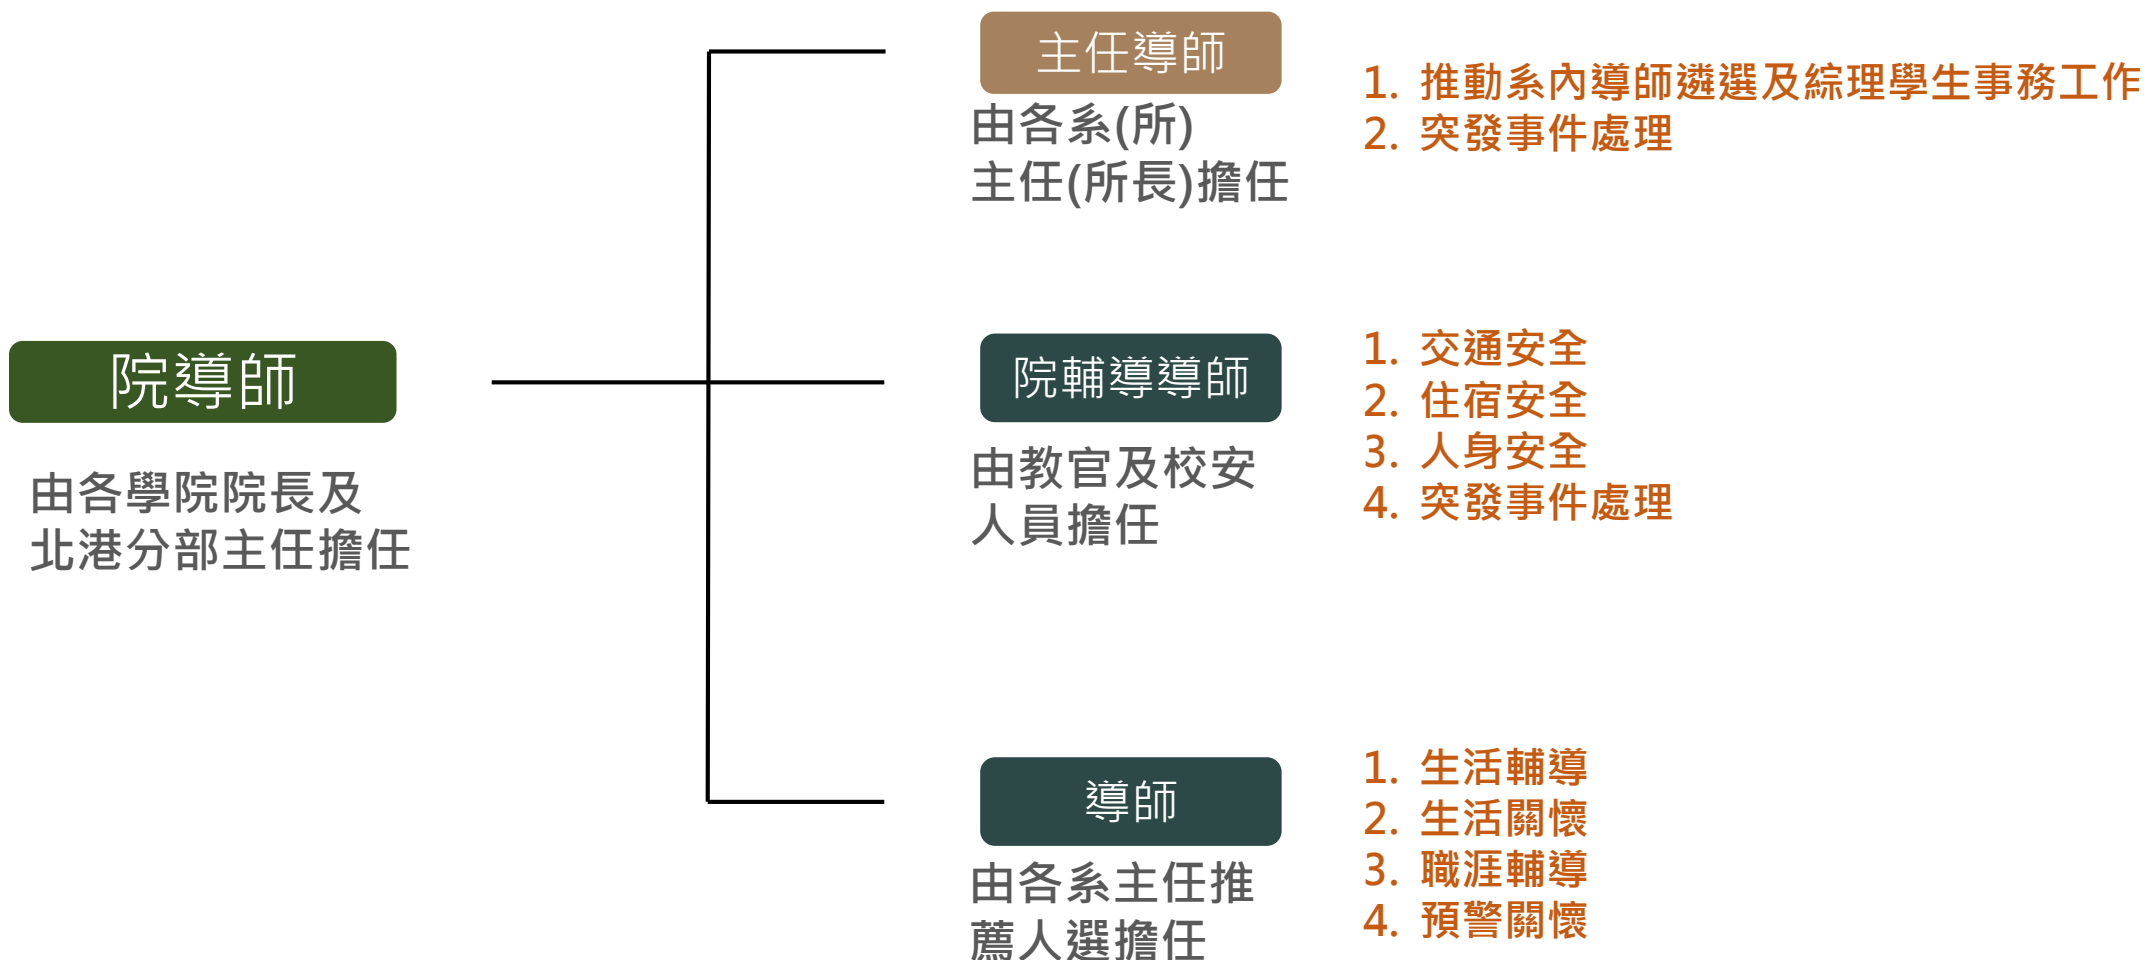 院導師
由各學院院長及
北港分部主任擔任
主任導師
由各系(所)
主任(所長)擔任
1. 推動系內導師遴選及綜理學生事務工作
2. 突發事件處理
院輔導導師
由教官及校安
人員擔任
1. 交通安全
2. 住宿安全
3. 人身安全
4. 突發事件處理
導師
由各系主任推
薦人選擔任
1. 生活輔導
2. 生活關懷
3. 職涯輔導
4. 預警關懷